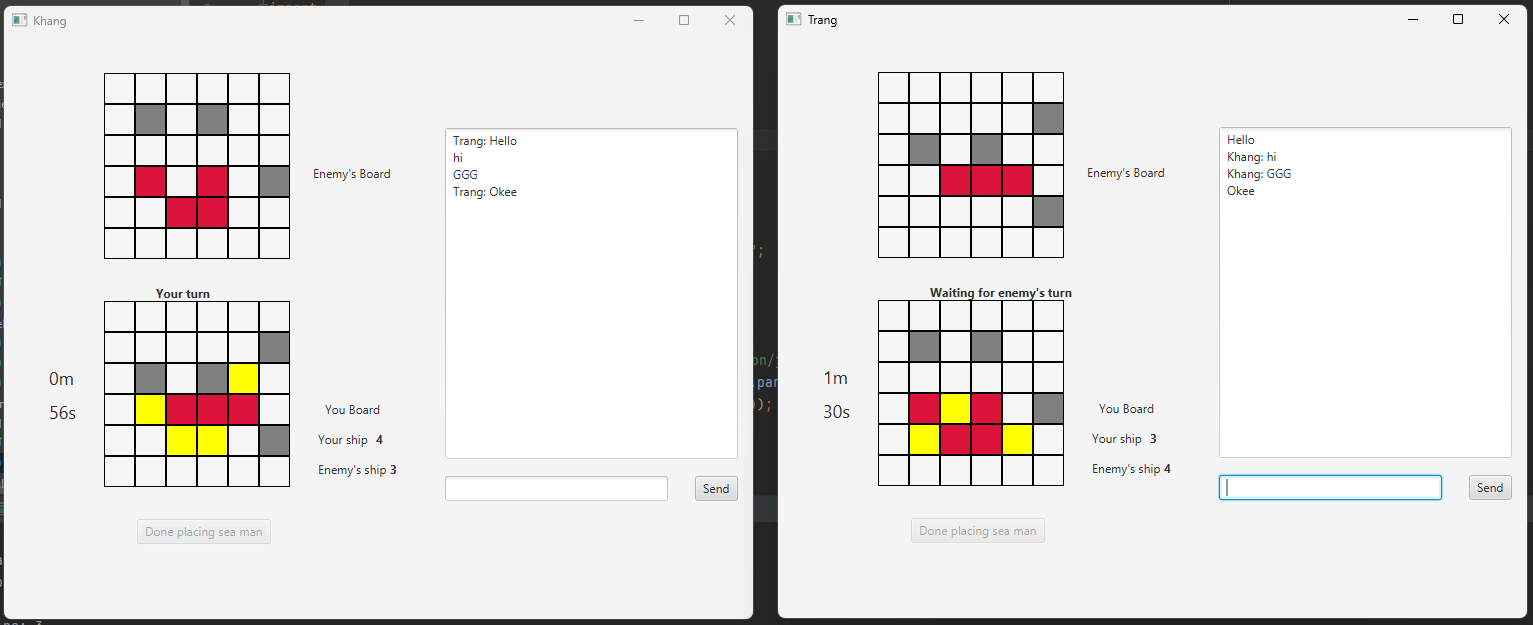 Khang
Enemy's Board
Trang: Hello
hi
GGG
Trang: Okee
Your turn
0m
56s
You Board
Your ship 4
Enemy's ship 3
Send
Done placing sea man
Trang
Enemy's Board
Hello
Khang: hi
Khang: GGG
Okee
Waiting for enemy's turn
1m
30s
You Board
Your ship 3
Enemy's ship 4
Send
Done placing sea man